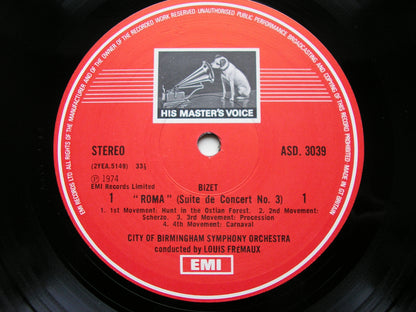 ALL RIGHTS OF THE MANUFACTURER AND OF THE OWNER OF THE RECORDED WORK RESERVED UNAUTHORISED PUBLIC PERFORMANCE BROADCASTING AND COPYING OF THIS RECORD PROHIBITED MADE IN GT BRITAIN
EMI RECORDS LTD
HIS MASTER'S VOICE
STEREO
ASD. 3039
(2YEA.5149) 33⅓
Ⓟ 1974
EMI Records Limited
BIZET
1 "ROMA" (Suite de Concert No. 3) 1
1. 1st Movement: Hunt in the Ostian Forest. 2. 2nd Movement:
Scherzo. 3. 3rd Movement: Procession
4. 4th Movement: Carnaval
CITY OF BIRMINGHAM SYMPHONY ORCHESTRA
conducted by LOUIS FREMAUX
EMI